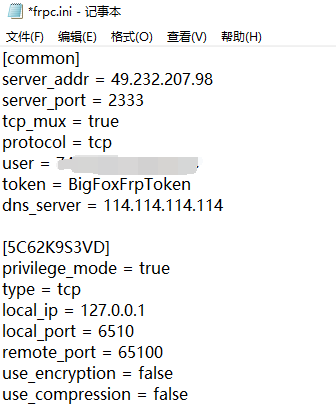 *frpc.ini - 记事本
文件(F) 编辑(E) 格式(O) 查看(V) 帮助(H)
[common]
server_addr = 49.232.207.98
server_port = 2333
tcp_mux = true
protocol = tcp
user =
token = BigFoxFrpToken
dns_server = 114.114.114.114
[5C62K9S3VD]
privilege_mode = true
type = tcp
local_ip = 127.0.0.1
local_port = 6510
remote_port = 65100
use_encryption = false
use_compression = false